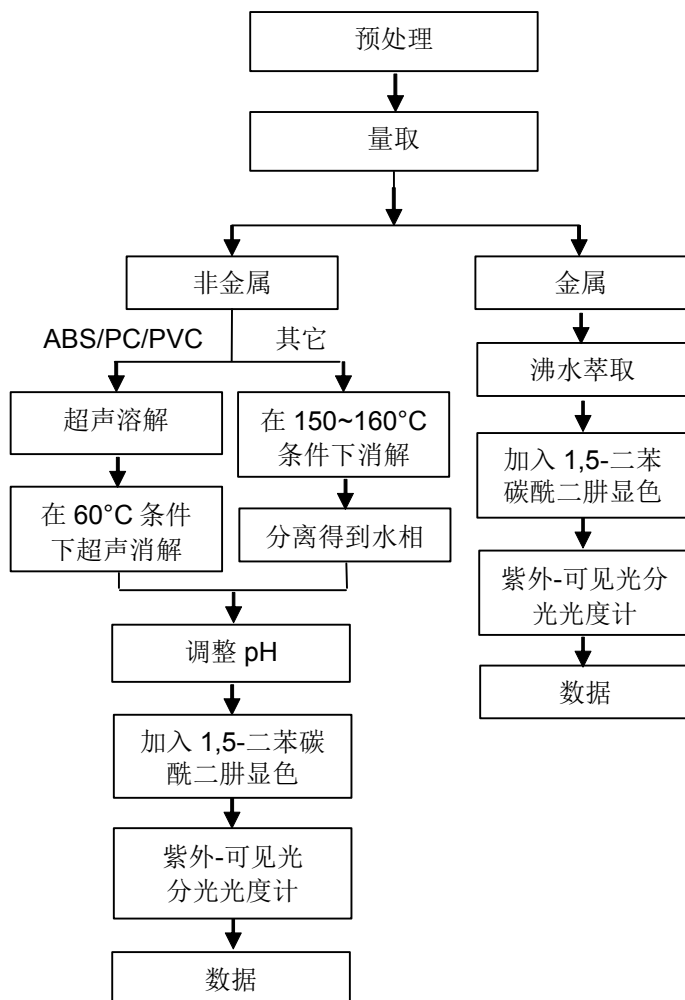 预处理
量取
非金属
金属
ABS/PC/PVC
其它
沸水萃取
超声溶解
在 150~160°C
条件下消解
加入 1,5-二苯
碳酰二肼显色
在 60°C 条件
下超声消解
分离得到水相
紫外-可见光分
光光度计
调整 pH
数据
加入 1,5-二苯碳
酰二肼显色
紫外-可见光
分光光度计
数据